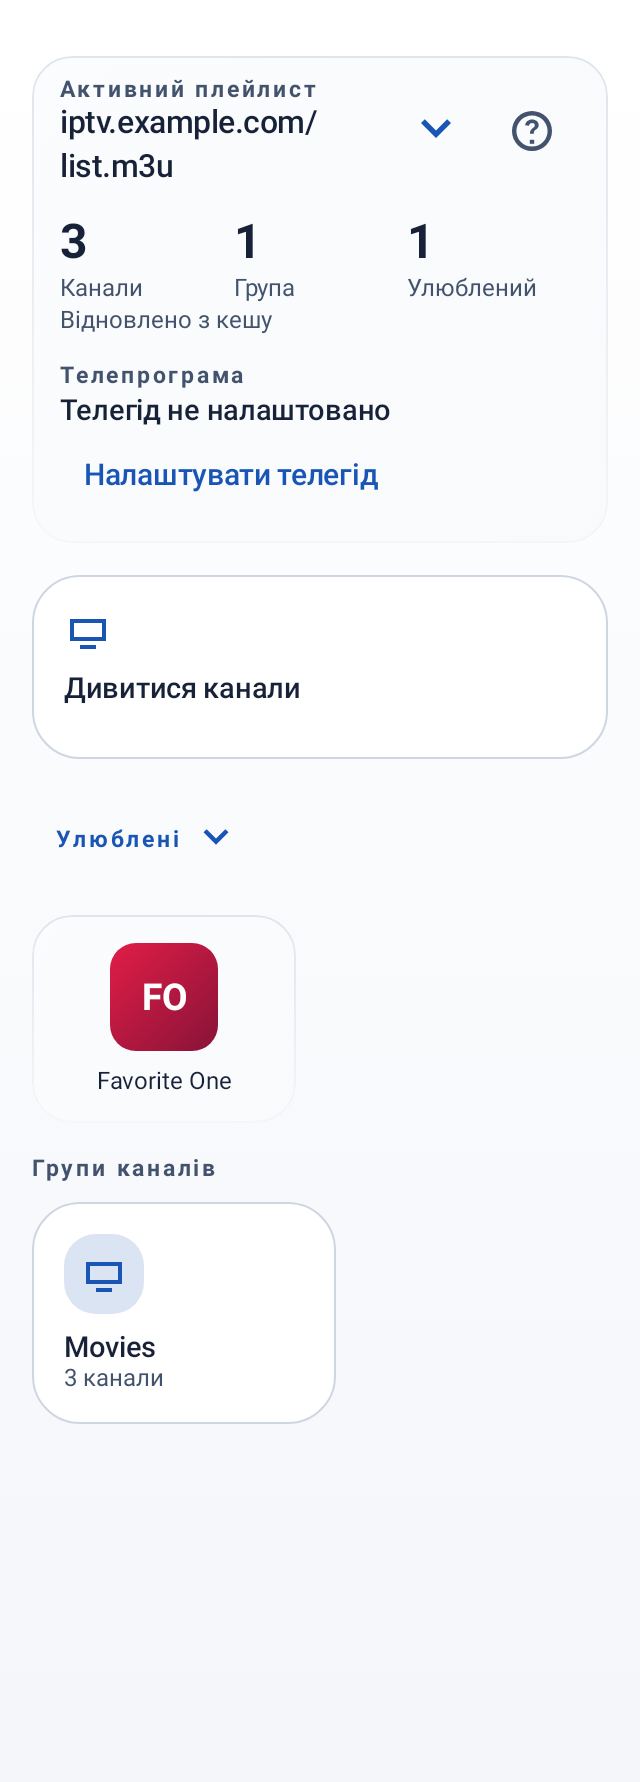 Активний плейлист
iptv.example.com/
list.m3u
3 1 1
Канали Група Улюблений
Відновлено з кешу
Телепрограма
Телегід не налаштовано
Налаштувати телегід
Дивитися канали
Улюблені
FO
Favorite One
Групи каналів
Movies
3 канали